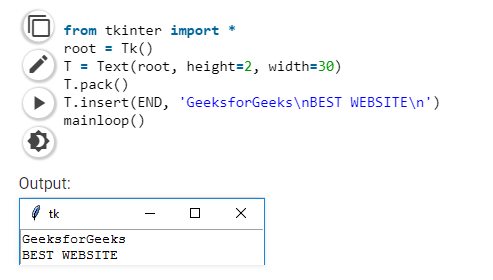 from tkinter import *
root = Tk()
T = Text(root, height=2, width=30)
T.pack()
T.insert(END, 'GeeksforGeeks\nBEST WEBSITE\n')
mainloop()
Output:
tk
GeeksforGeeks
BEST WEBSITE